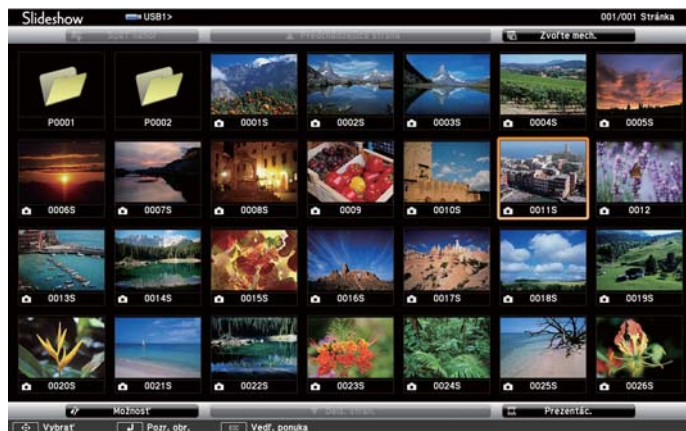 Slideshow USB1> 001/001 Stránka
Späť nahor Predchádzajúca strana Zvoľte mech.
P0001 P0002 0001S 0002S 0003S 0004S 0005S
0006S 0007S 0008S 0009 0010S 0011S 0012
0013S 0014S 0015S 0016S 0017S 0018S 0019S
0020S 0021S 0022S 0023S 0024S 0025S 0026S
Možnosť Ďalš. stran. Prezentác.
Vybrať Pozr. obr. Vedľ. ponuka